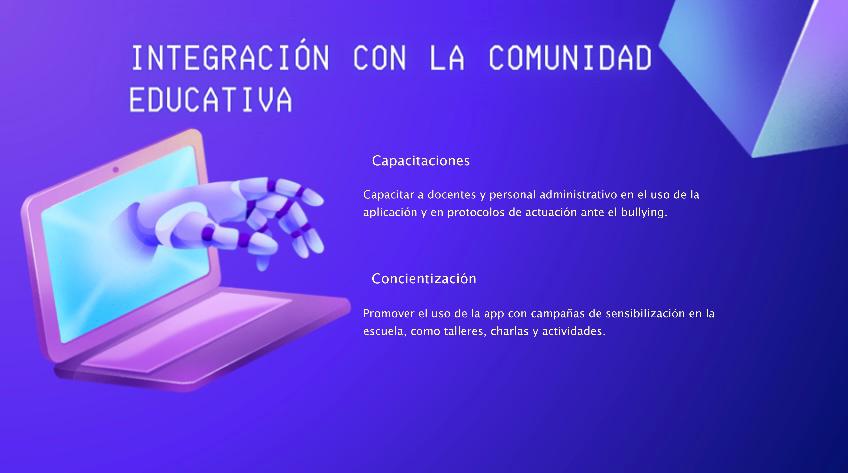 INTEGRACIÓN CON LA COMUNIDAD
EDUCATIVA
Capacitaciones
Capacitar a docentes y personal administrativo en el uso de la
aplicación y en protocolos de actuación ante el bullying.
Concientización
Promover el uso de la app con campañas de sensibilización en la
escuela, como talleres, charlas y actividades.